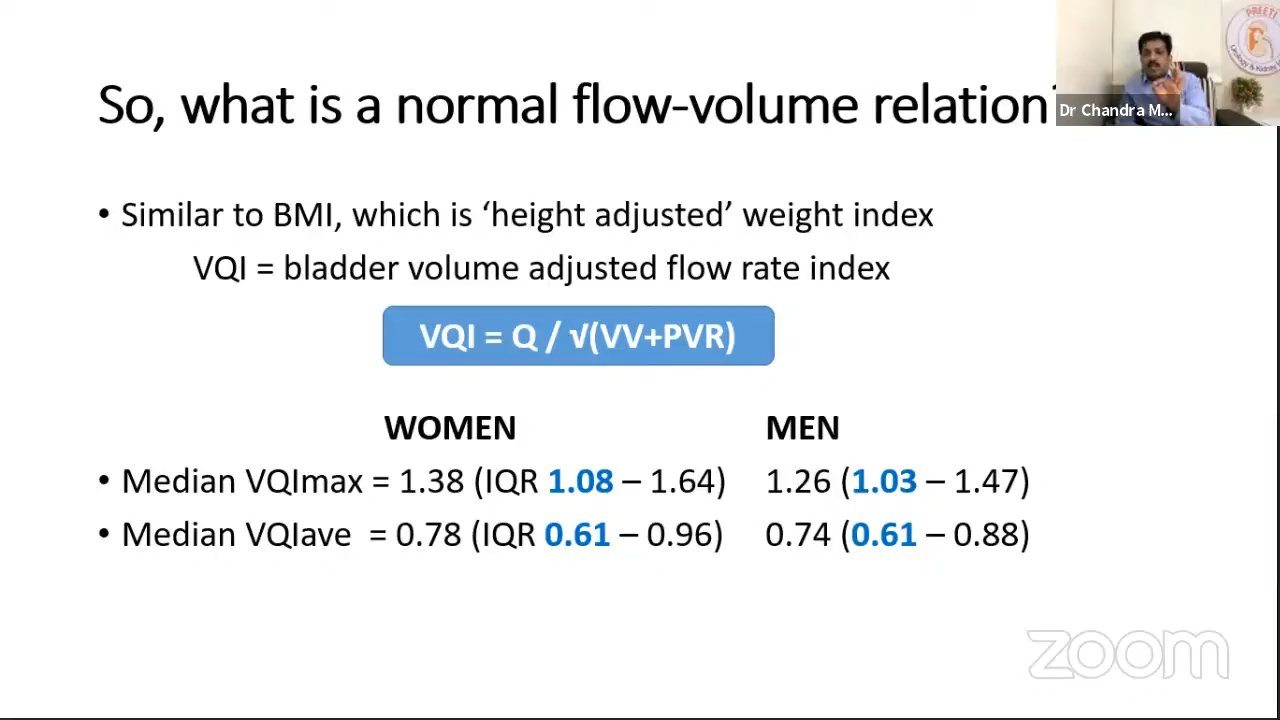 So, what is a normal flow-volume relation?
Dr Chandra M...
PREETI
Urology & Kidney
• Similar to BMI, which is ‘height adjusted’ weight index
VQI = bladder volume adjusted flow rate index
VQI = Q / √(VV+PVR)
WOMEN MEN
• Median VQImax = 1.38 (IQR 1.08 – 1.64) 1.26 (1.03 – 1.47)
• Median VQIave = 0.78 (IQR 0.61 – 0.96) 0.74 (0.61 – 0.88)
zoom